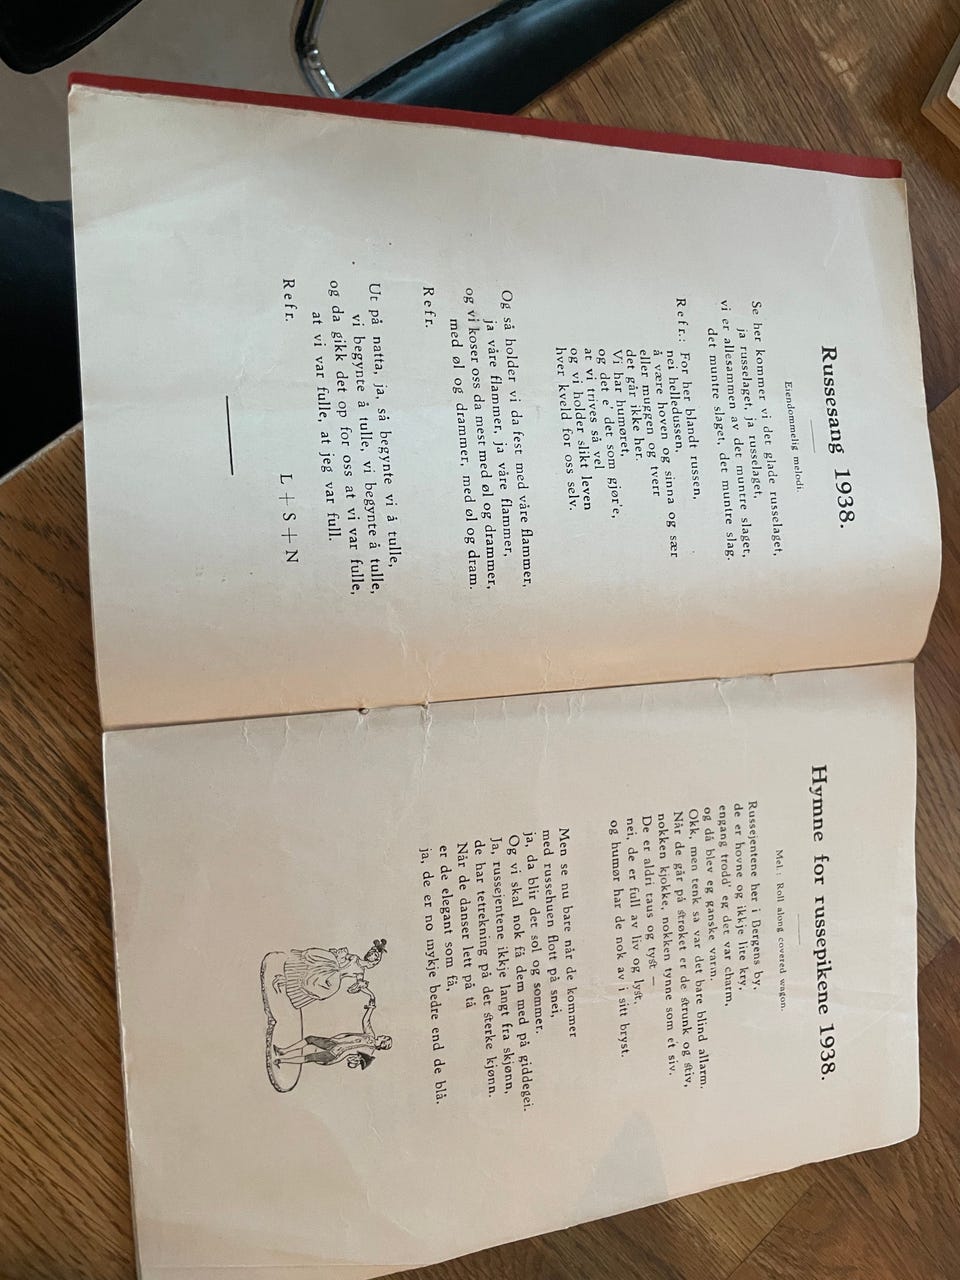 Russesang 1938.
Eiendommelig melodi.
Se her kommer vi det glade russelaget,
ja russelaget, ja russelaget,
vi er allesammen av det muntre slaget,
det muntre slaget, det muntre slag.
Refr.: For her blandt russen,
nei helledussen,
å være hoven og sinna og sær
eller muggen og tverr
det går ikke her.
Vi har humøret,
og det e' det som gjør'e,
at vi trives så vel
og vi holder slikt leven
hver kveld for oss selv.
Og så holder vi da fest med våre flammer,
ja våre flammer, ja våre flammer,
og vi koser oss da mest med øl og drammer,
med øl og drammer, med øl og dram.
Refr.
Ut på natta, ja, så begynte vi å tulle,
vi begynte å tulle, vi begynte å tulle,
og da gikk det op for oss at vi var fulle,
at vi var fulle, at jeg var full.
Refr.
L + S + N
Hymne for russepikene 1938.
Mel.: Roll along covered wagon.
Russejentene her i Bergens by,
de er hovne og ikkje lite kry,
engang trodd' eg det var charm,
og då blev eg ganske varm.
Okk, men tenk sa var det bare blind allarm.
Når de går på strøket er de strunk og stiv,
nokken kjokke, nokken tynne som et siv.
De er aldri taus og tyst —
nei, de er full av liv og lyst,
og humør har de nok av i sitt bryst.
Men se nu bare når de kommer
med russehuen flott på snei,
ja, da blir det sol og sommer.
Og vi skal nok få dem med på giddegei.
Ja, russejentene ikkje langt fra skjønn,
de har tetrekning på det sterke kjønn.
Når de danser lett på tå
er de elegant som få,
ja, de er no mykje bedre end de blå.